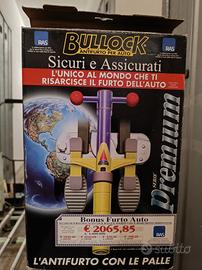 RAS
BULLOCK
RAS
ANTIFURTO PER AUTO
Sicuri e Assicurati
L'UNICO AL MONDO CHE TI
RISARCISCE IL FURTO DELL'AUTO
SERIE
Premium
Bonus Furto Auto
€ 2065,85
RAS
L'ANTIFURTO CON LE PALLE
Subito